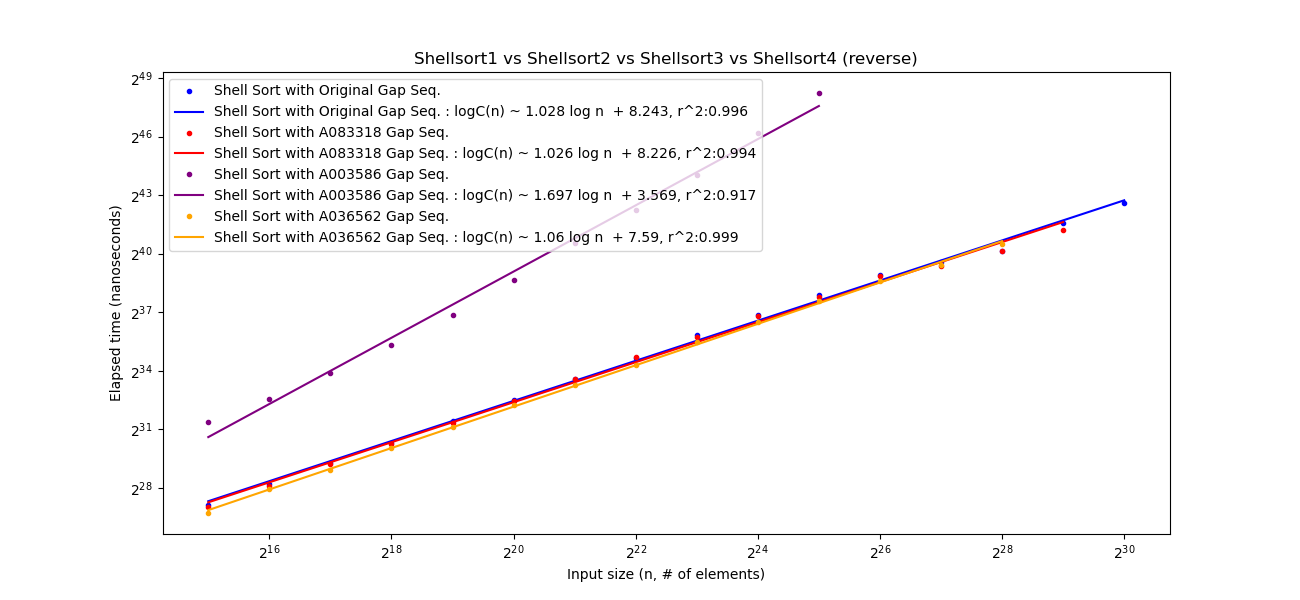 Shellsort1 vs Shellsort2 vs Shellsort3 vs Shellsort4 (reverse)
Shell Sort with Original Gap Seq.
Shell Sort with Original Gap Seq. : logC(n) ~ 1.028 log n  + 8.243, r^2:0.996
Shell Sort with A083318 Gap Seq.
Shell Sort with A083318 Gap Seq. : logC(n) ~ 1.026 log n  + 8.226, r^2:0.994
Shell Sort with A003586 Gap Seq.
Shell Sort with A003586 Gap Seq. : logC(n) ~ 1.697 log n  + 3.569, r^2:0.917
Shell Sort with A036562 Gap Seq.
Shell Sort with A036562 Gap Seq. : logC(n) ~ 1.06 log n  + 7.59, r^2:0.999
Elapsed time (nanoseconds)
2^49
2^46
2^43
2^40
2^37
2^34
2^31
2^28
2^16 2^18 2^20 2^22 2^24 2^26 2^28 2^30
Input size (n, # of elements)